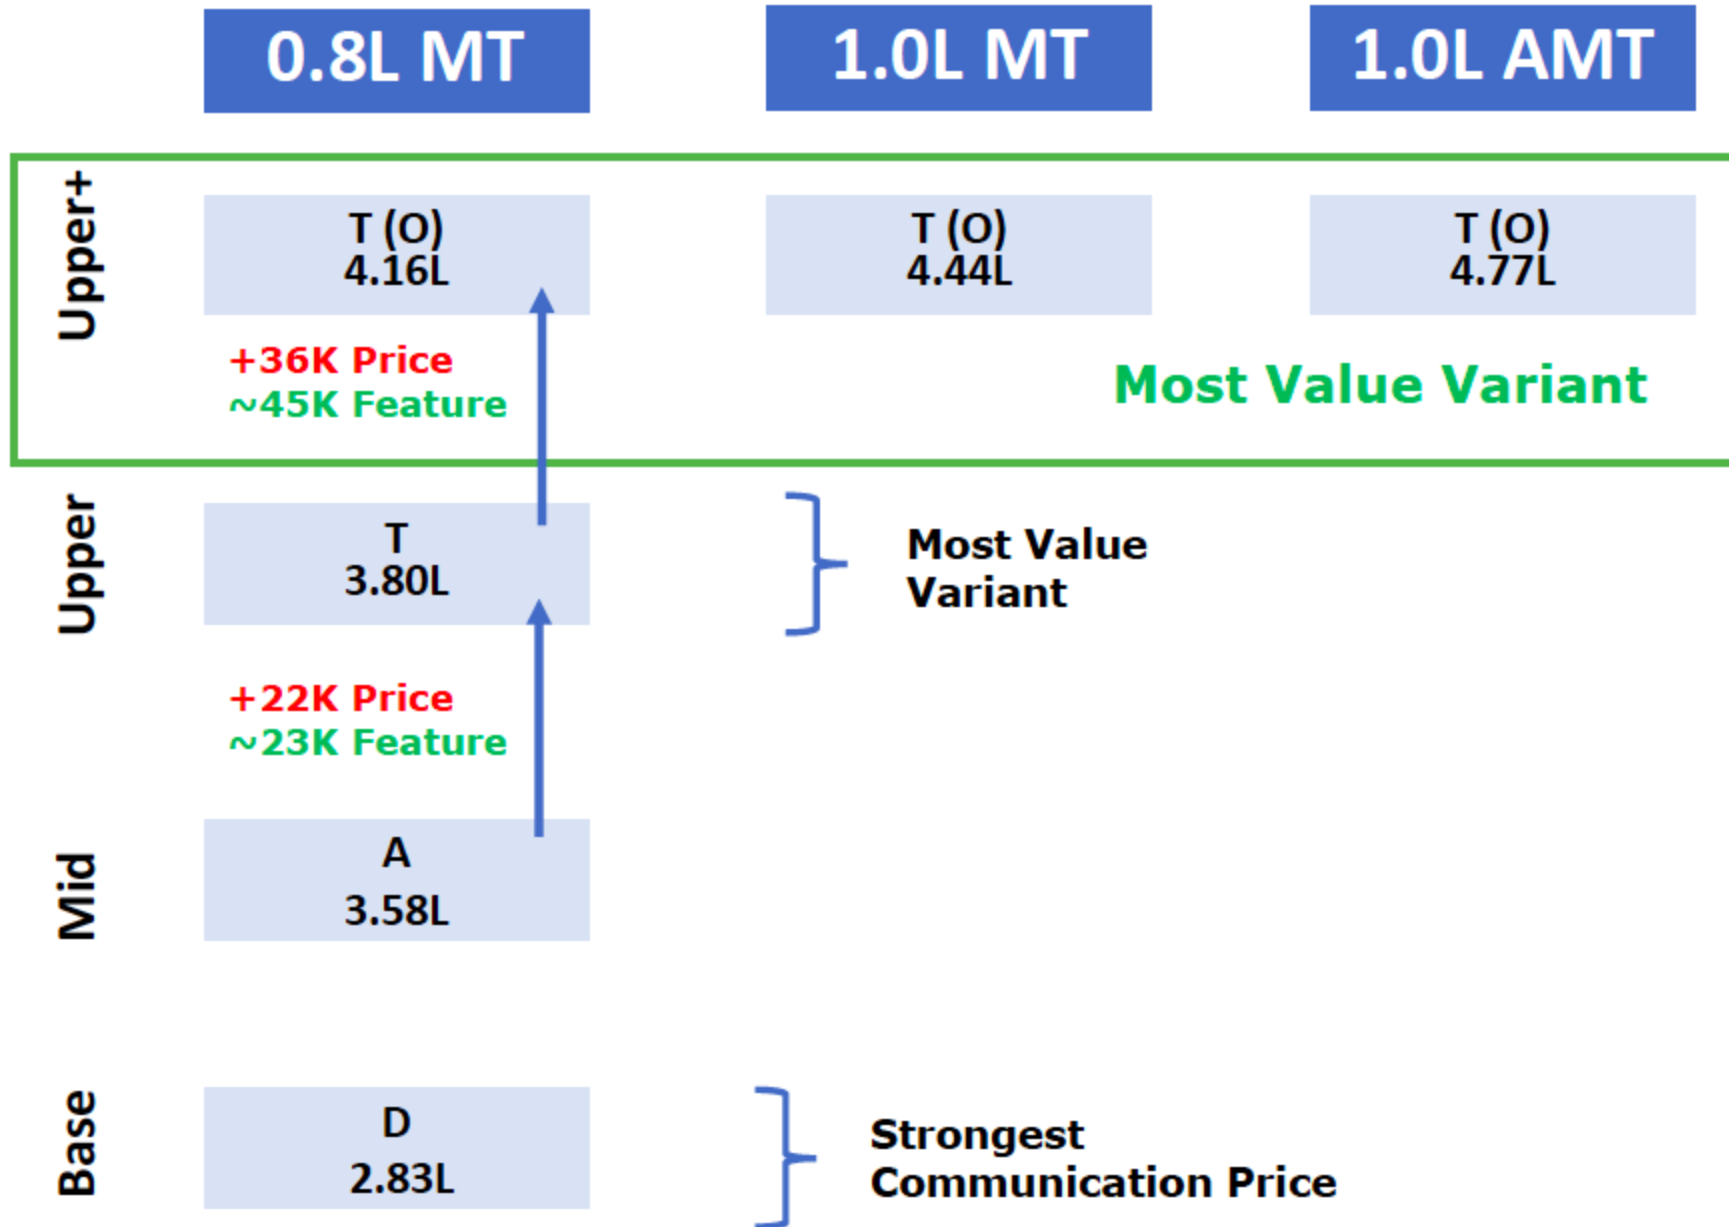 0.8L MT
1.0L MT
1.0L AMT
Upper+
T (O)
4.16L
T (O)
4.44L
T (O)
4.77L
+36K Price
~45K Feature
Most Value Variant
Upper
T
3.80L
Most Value
Variant
+22K Price
~23K Feature
Mid
A
3.58L
Base
D
2.83L
Strongest
Communication Price